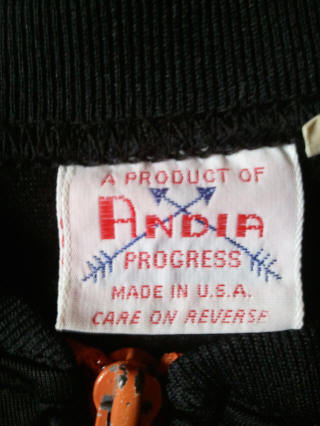 A PRODUCT OF
ANDIA
PROGRESS
MADE IN U.S.A.
CARE ON REVERSE